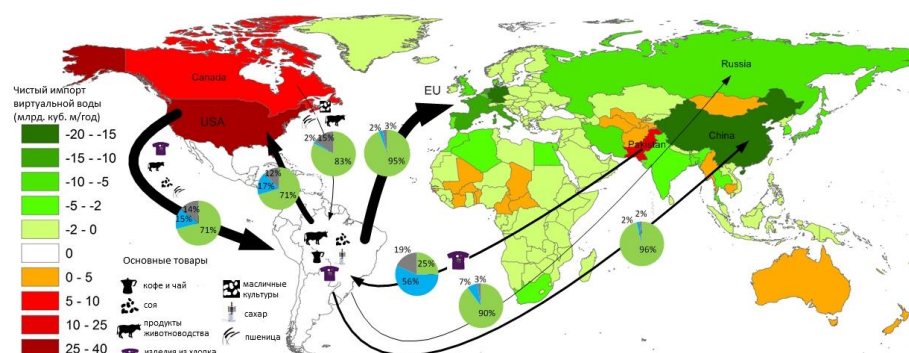 Чистый импорт
виртуальной воды
(млрд. куб. м/год)
-20 - -15
-15 - -10
-10 - -5
-5 - -2
-2 - 0
0
0 - 5
5 - 10
10 - 25
25 - 40
Canada
USA
EU
Russia
China
Pakistan
2% 15%
83%
2% 3%
95%
12%
17%
71%
14%
15%
71%
19%
25%
56%
7% 3%
90%
2% 2%
96%
Основные товары
кофе и чай
соя
продукты
животноводства
изделия из хлопка
масличные
культуры
сахар
пшеница